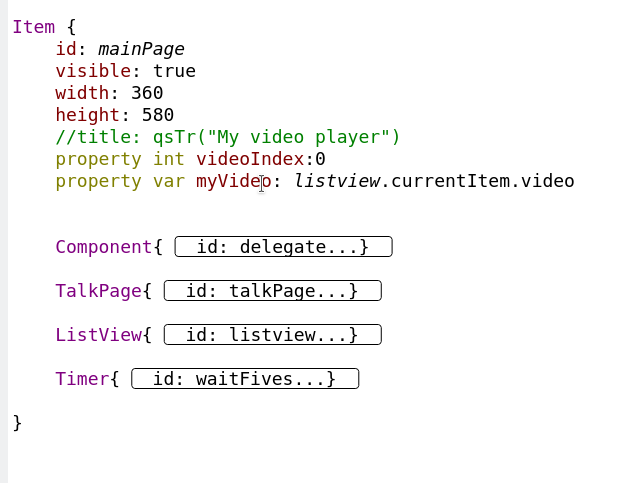 Item {
id: mainPage
visible: true
width: 360
height: 580
//title: qsTr("My video player")
property int videoIndex:0
property var myVideo: listview.currentItem.video
Component{ id: delegate...}
TalkPage{ id: talkPage...}
ListView{ id: listview...}
Timer{ id: waitFives...}
}